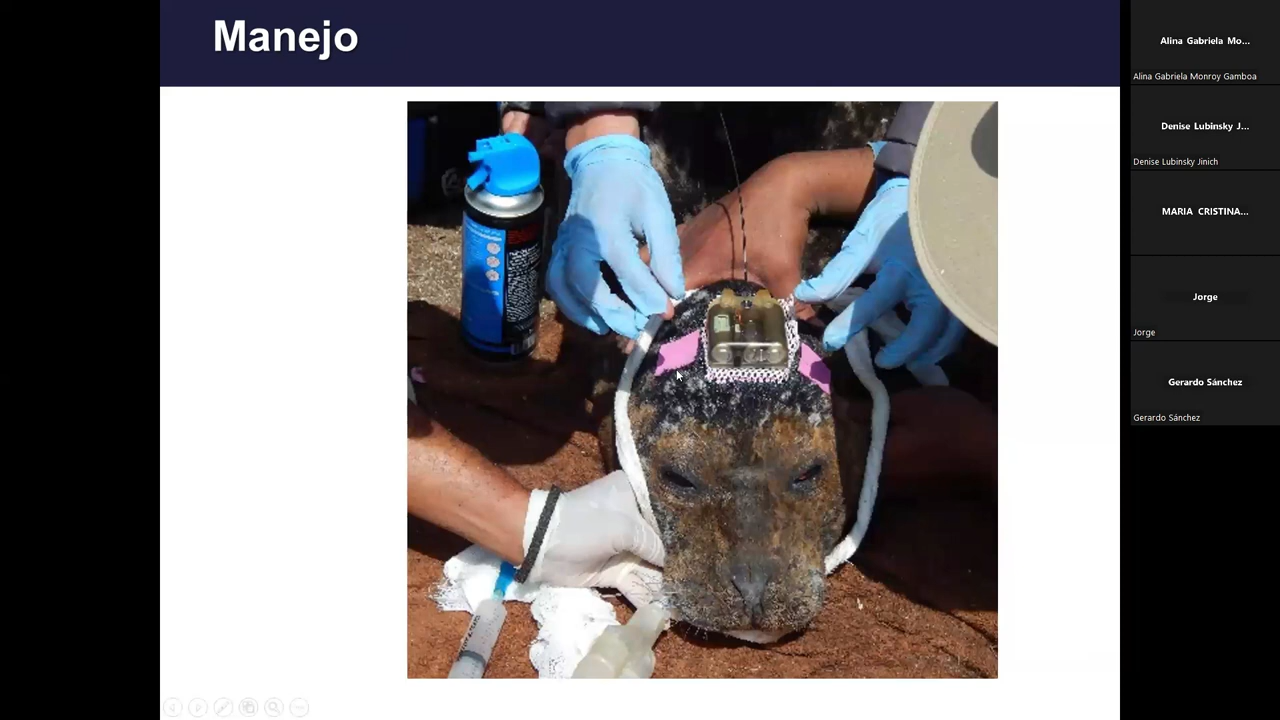 Manejo
Alina Gabriela Mo...
Alina Gabriela Monroy Gamboa
Denise Lubinsky J...
Denise Lubinsky Jinich
MARIA CRISTINA...
Jorge
Jorge
Gerardo Sánchez
Gerardo Sánchez